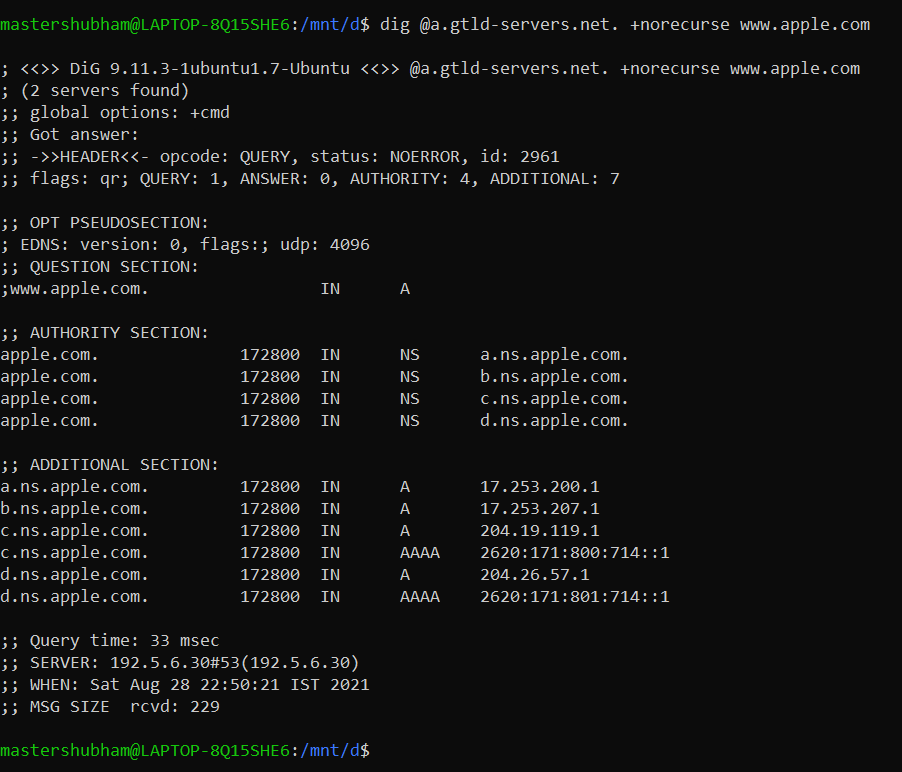 mastershubham@LAPTOP-8Q15SHE6:/mnt/d$ dig @a.gtld-servers.net. +norecurse www.apple.com

; <<>> DiG 9.11.3-1ubuntu1.7-Ubuntu <<>> @a.gtld-servers.net. +norecurse www.apple.com
; (2 servers found)
;; global options: +cmd
;; Got answer:
;; ->>HEADER<<- opcode: QUERY, status: NOERROR, id: 2961
;; flags: qr; QUERY: 1, ANSWER: 0, AUTHORITY: 4, ADDITIONAL: 7

;; OPT PSEUDOSECTION:
; EDNS: version: 0, flags:; udp: 4096
;; QUESTION SECTION:
;www.apple.com.                 IN      A

;; AUTHORITY SECTION:
apple.com.              172800  IN      NS      a.ns.apple.com.
apple.com.              172800  IN      NS      b.ns.apple.com.
apple.com.              172800  IN      NS      c.ns.apple.com.
apple.com.              172800  IN      NS      d.ns.apple.com.

;; ADDITIONAL SECTION:
a.ns.apple.com.         172800  IN      A       17.253.200.1
b.ns.apple.com.         172800  IN      A       17.253.207.1
c.ns.apple.com.         172800  IN      A       204.19.119.1
c.ns.apple.com.         172800  IN      AAAA    2620:171:800:714::1
d.ns.apple.com.         172800  IN      A       204.26.57.1
d.ns.apple.com.         172800  IN      AAAA    2620:171:801:714::1

;; Query time: 33 msec
;; SERVER: 192.5.6.30#53(192.5.6.30)
;; WHEN: Sat Aug 28 22:50:21 IST 2021
;; MSG SIZE  rcvd: 229

mastershubham@LAPTOP-8Q15SHE6:/mnt/d$